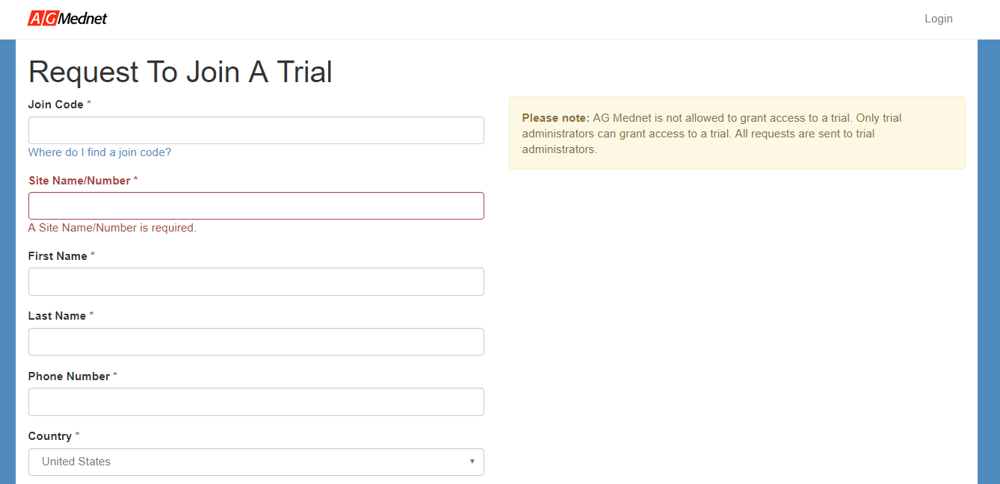 AG Mednet
Login
Request To Join A Trial
Join Code *
Where do I find a join code?
Site Name/Number *
A Site Name/Number is required.
First Name *
Last Name *
Phone Number *
Country *
United States
Please note: AG Mednet is not allowed to grant access to a trial. Only trial
administrators can grant access to a trial. All requests are sent to trial
administrators.